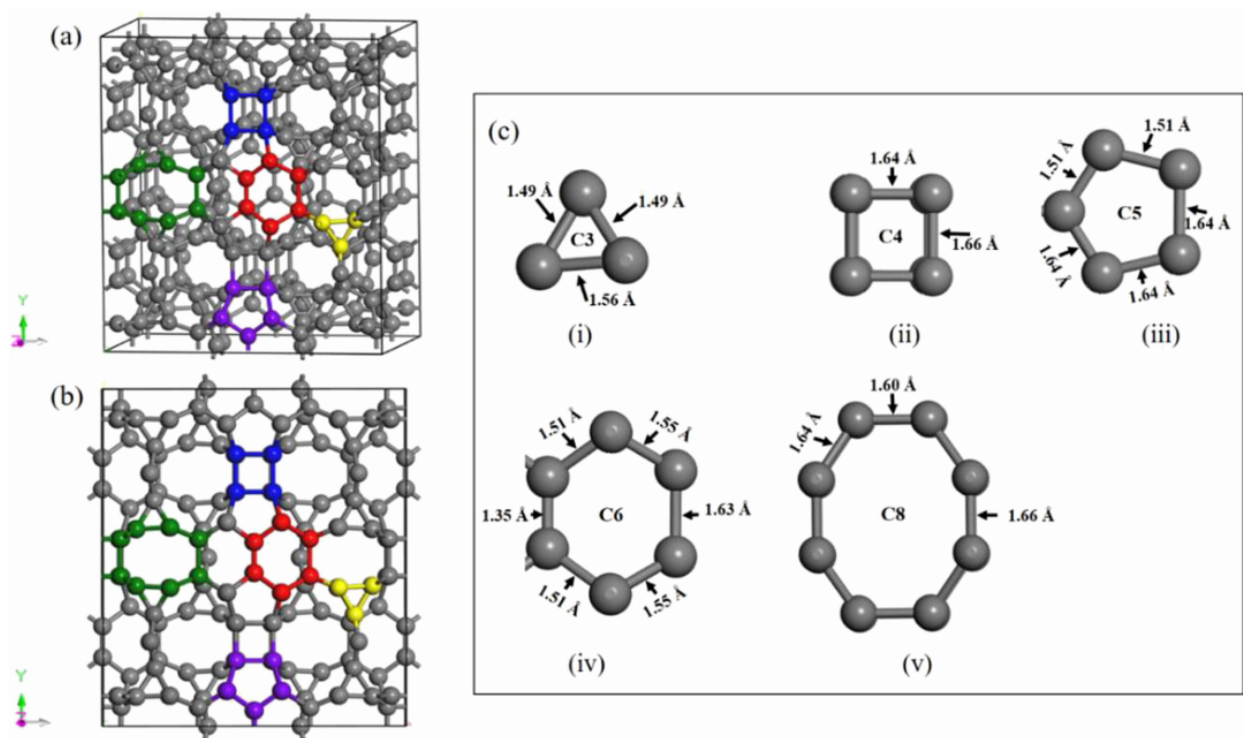 (a)
Y
Z
(b)
Y
Z
(c)
1.49 Å
1.49 Å
C3
1.56 Å
(i)
1.64 Å
C4
1.66 Å
(ii)
1.51 Å
1.51 Å
C5
1.64 Å
1.64 Å
1.64 Å
(iii)
1.51 Å
1.55 Å
1.35 Å
C6
1.63 Å
1.51 Å
1.55 Å
(iv)
1.60 Å
1.64 Å
C8
1.66 Å
(v)